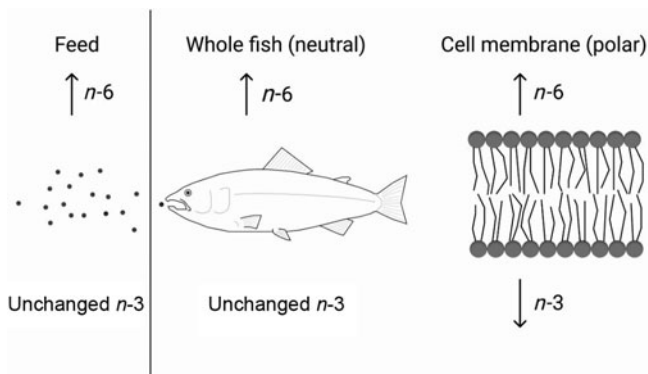 Feed
n-6
Unchanged n-3
Whole fish (neutral)
n-6
Unchanged n-3
Cell membrane (polar)
n-6
n-3